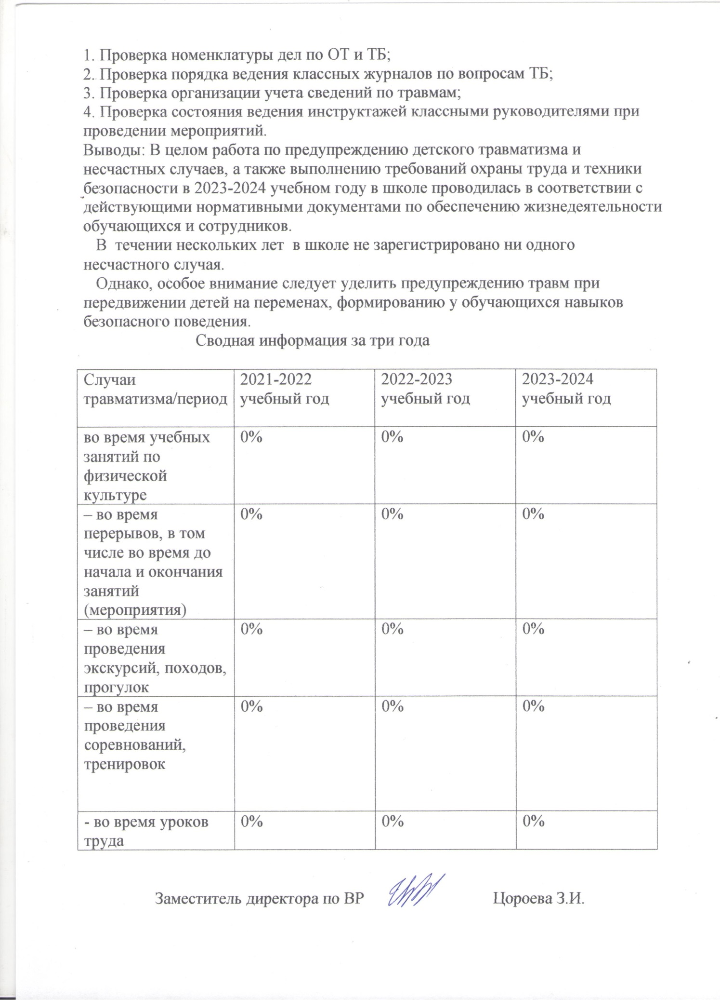 1. Проверка номенклатуры дел по ОТ и ТБ;
2. Проверка порядка ведения классных журналов по вопросам ТБ;
3. Проверка организации учета сведений по травмам;
4. Проверка состояния ведения инструктажей классными руководителями при
проведении мероприятий.
Выводы: В целом работа по предупреждению детского травматизма и
несчастных случаев, а также выполнению требований охраны труда и техники
безопасности в 2023-2024 учебном году в школе проводилась в соответствии с
действующими нормативными документами по обеспечению жизнедеятельности
обучающихся и сотрудников.
В течении нескольких лет в школе не зарегистрировано ни одного
несчастного случая.
Однако, особое внимание следует уделить предупреждению травм при
передвижении детей на переменах, формированию у обучающихся навыков
безопасного поведения.
Сводная информация за три года
Случаи 2021-2022 2022-2023 2023-2024
травматизма/период учебный год учебный год учебный год
во время учебных 0% 0% 0%
занятий по
физической
культуре
– во время 0% 0% 0%
перерывов, в том
числе во время до
начала и окончания
занятий
(мероприятия)
– во время 0% 0% 0%
проведения
экскурсий, походов,
прогулок
– во время 0% 0% 0%
проведения
соревнований,
тренировок
- во время уроков 0% 0% 0%
труда
Заместитель директора по ВР Цороева З.И.